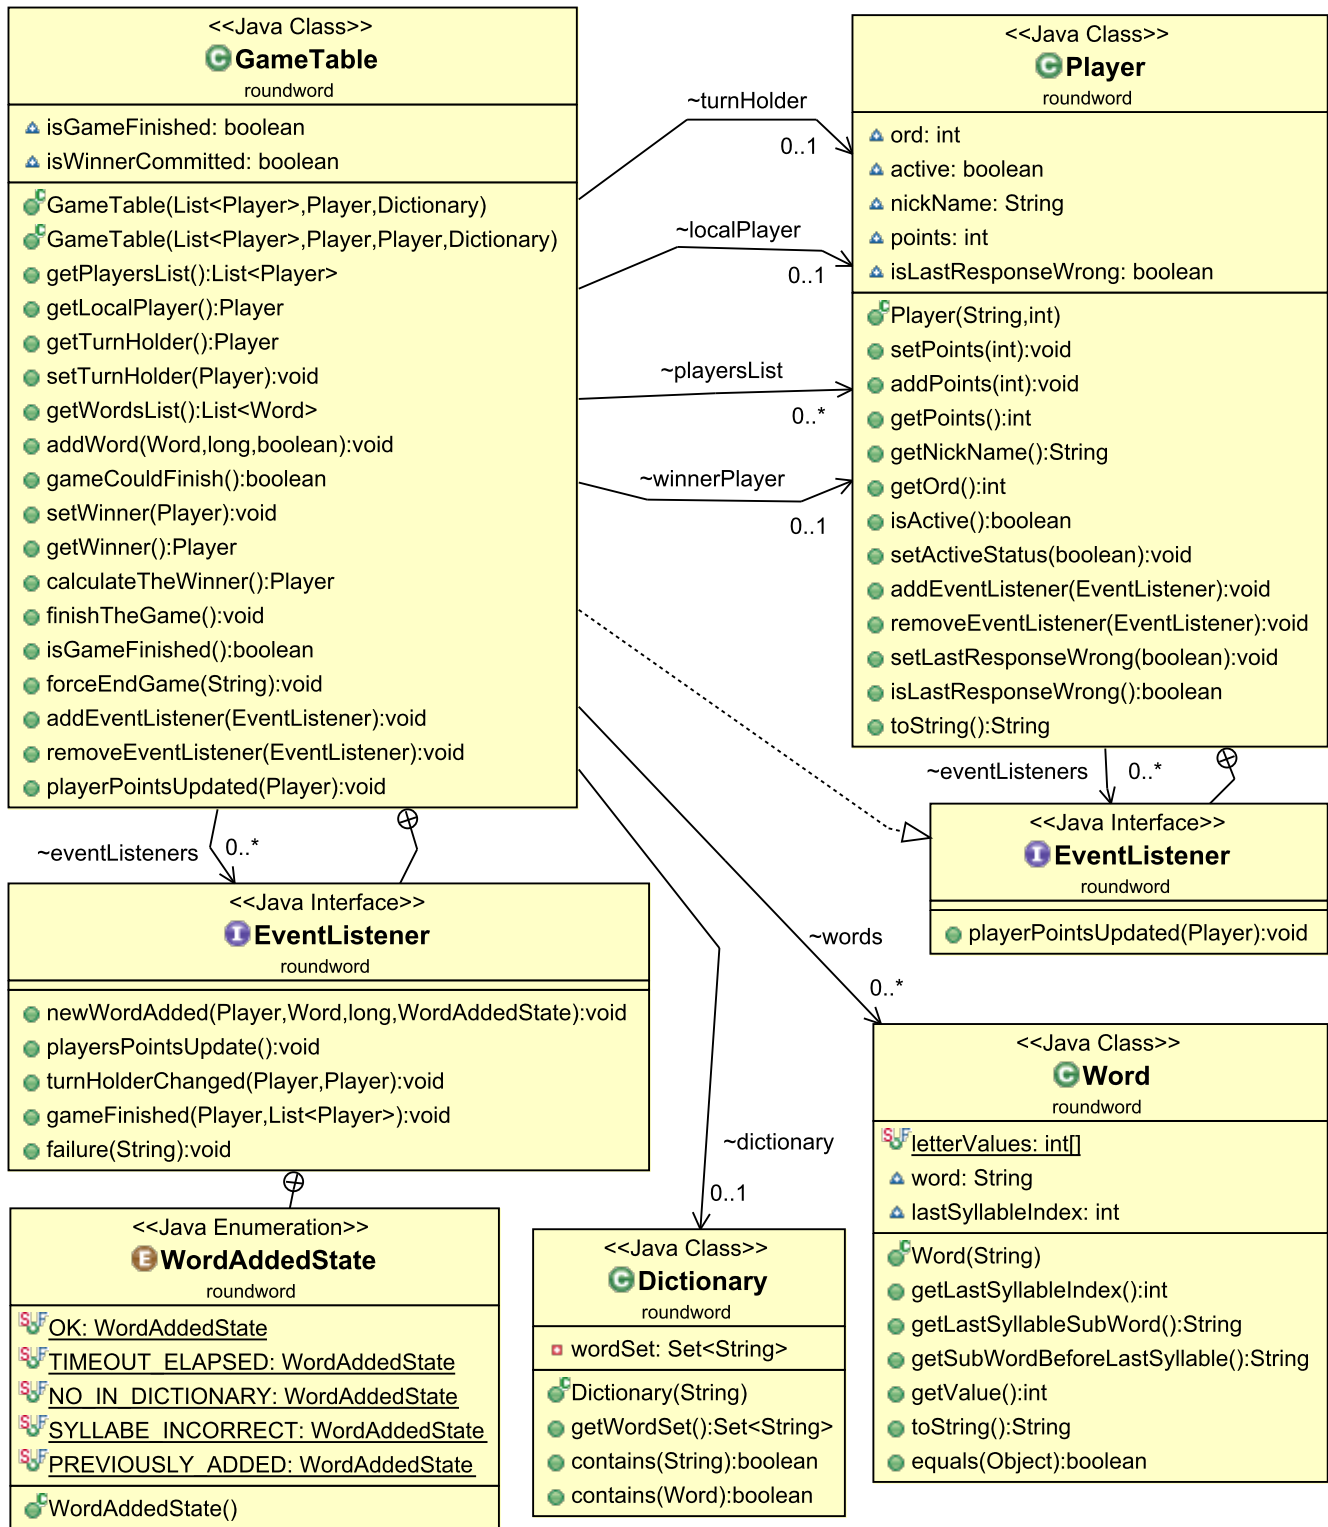 <<Java Class>>
GameTable
roundword
isGameFinished: boolean
isWinnerCommitted: boolean
GameTable(List<Player>,Player,Dictionary)
GameTable(List<Player>,Player,Player,Dictionary)
getPlayersList():List<Player>
getLocalPlayer():Player
getTurnHolder():Player
setTurnHolder(Player):void
getWordsList():List<Word>
addWord(Word,long,boolean):void
gameCouldFinish():boolean
setWinner(Player):void
getWinner():Player
calculateTheWinner():Player
finishTheGame():void
isGameFinished():boolean
forceEndGame(String):void
addEventListener(EventListener):void
removeEventListener(EventListener):void
playerPointsUpdated(Player):void
~turnHolder
0..1
~localPlayer
0..1
~playersList
0..*
~winnerPlayer
0..1
<<Java Class>>
Player
roundword
ord: int
active: boolean
nickName: String
points: int
isLastResponseWrong: boolean
Player(String,int)
setPoints(int):void
addPoints(int):void
getPoints():int
getNickName():String
getOrd():int
isActive():boolean
setActiveStatus(boolean):void
addEventListener(EventListener):void
removeEventListener(EventListener):void
setLastResponseWrong(boolean):void
isLastResponseWrong():boolean
toString():String
~eventListeners
0..*
<<Java Interface>>
EventListener
roundword
playerPointsUpdated(Player):void
~eventListeners
0..*
<<Java Interface>>
EventListener
roundword
newWordAdded(Player,Word,long,WordAddedState):void
playersPointsUpdate():void
turnHolderChanged(Player,Player):void
gameFinished(Player,List<Player>):void
failure(String):void
~words
0..*
~dictionary
0..1
<<Java Enumeration>>
WordAddedState
roundword
OK: WordAddedState
TIMEOUT_ELAPSED: WordAddedState
NO_IN_DICTIONARY: WordAddedState
SYLLABE_INCORRECT: WordAddedState
PREVIOUSLY_ADDED: WordAddedState
WordAddedState()
<<Java Class>>
Dictionary
roundword
wordSet: Set<String>
Dictionary(String)
getWordSet():Set<String>
contains(String):boolean
contains(Word):boolean
<<Java Class>>
Word
roundword
letterValues: int[]
word: String
lastSyllableIndex: int
Word(String)
getLastSyllableIndex():int
getLastSyllableSubWord():String
getSubWordBeforeLastSyllable():String
getValue():int
toString():String
equals(Object):boolean